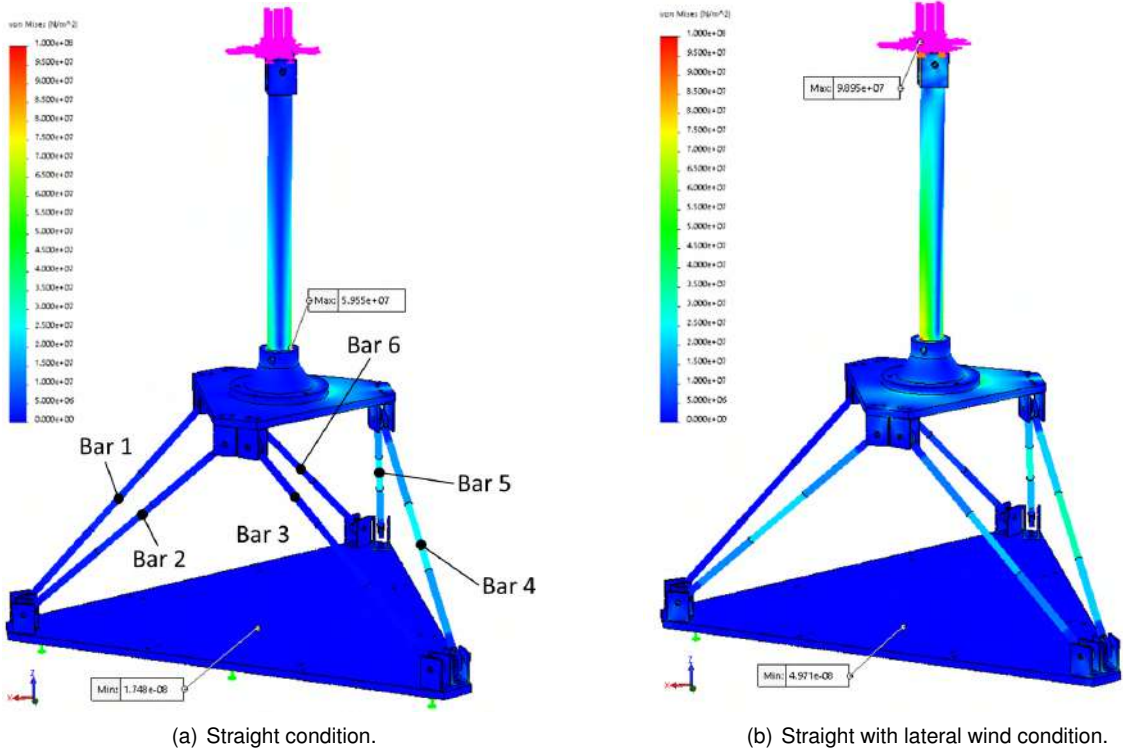 von Mises (N/m^2)
1.000e+08
9.500e+07
9.000e+07
8.500e+07
8.000e+07
7.500e+07
7.000e+07
6.500e+07
6.000e+07
5.500e+07
5.000e+07
4.500e+07
4.000e+07
3.500e+07
3.000e+07
2.500e+07
2.000e+07
1.500e+07
1.000e+07
5.000e+06
0.000e+00
Max: 5.955e+07
Bar 6
Bar 1
Bar 5
Bar 2
Bar 3
Bar 4
Min: 1.748e-08
Z
X
(a) Straight condition.
von Mises (N/m^2)
1.000e+08
9.500e+07
9.000e+07
8.500e+07
8.000e+07
7.500e+07
7.000e+07
6.500e+07
6.000e+07
5.500e+07
5.000e+07
4.500e+07
4.000e+07
3.500e+07
3.000e+07
2.500e+07
2.000e+07
1.500e+07
1.000e+07
5.000e+06
0.000e+00
Max: 9.895e+07
Min: 4.971e-08
Z
X
(b) Straight with lateral wind condition.